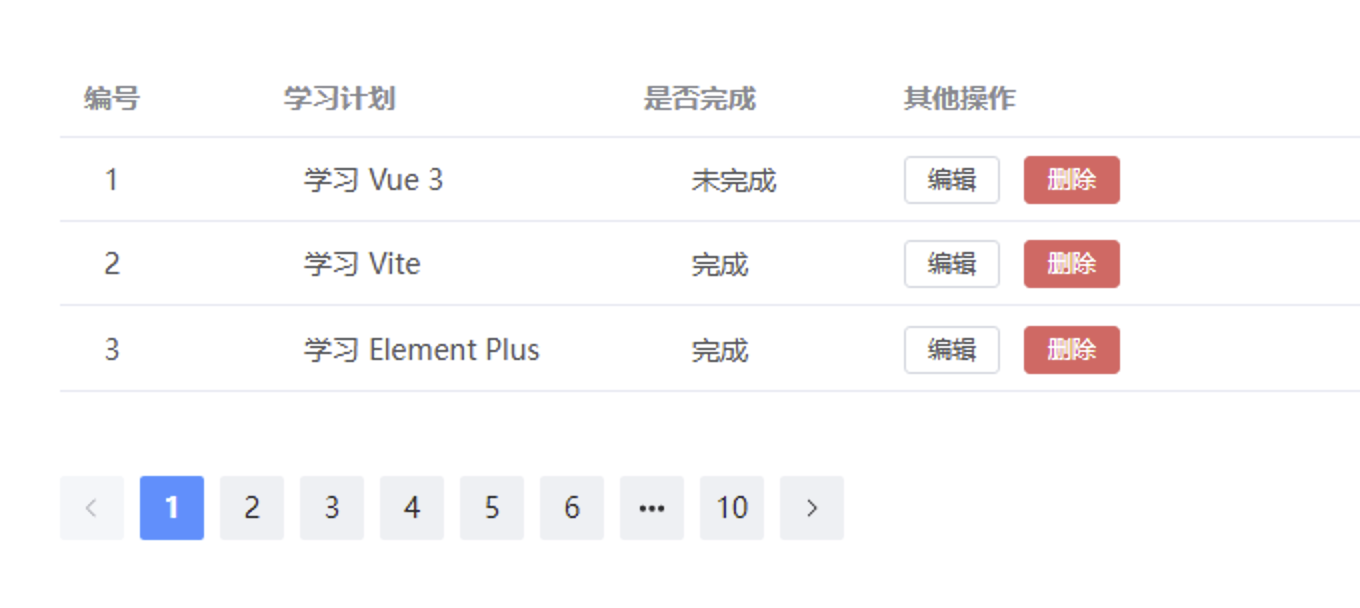 编号 学习计划 是否完成 其他操作
1 学习 Vue 3 未完成 编辑 删除
2 学习 Vite 完成 编辑 删除
3 学习 Element Plus 完成 编辑 删除
< 1 2 3 4 5 6 ••• 10 >